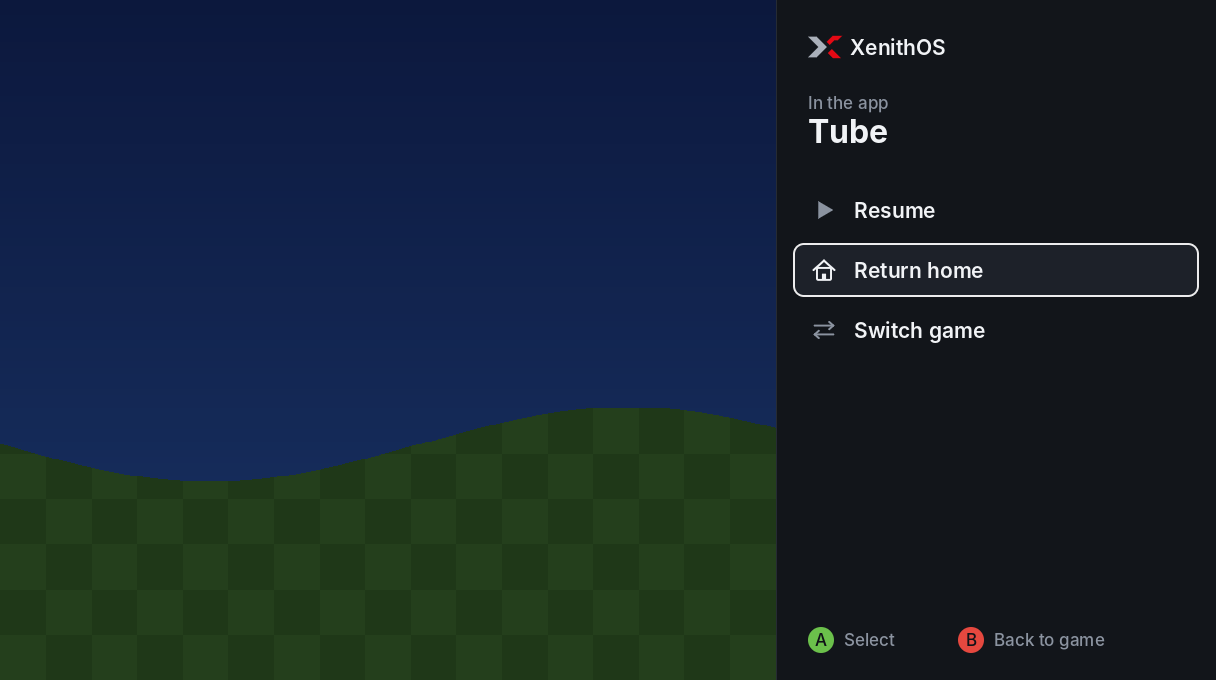 XenithOS
In the app
Tube
Resume
Return home
Switch game
A Select B Back to game